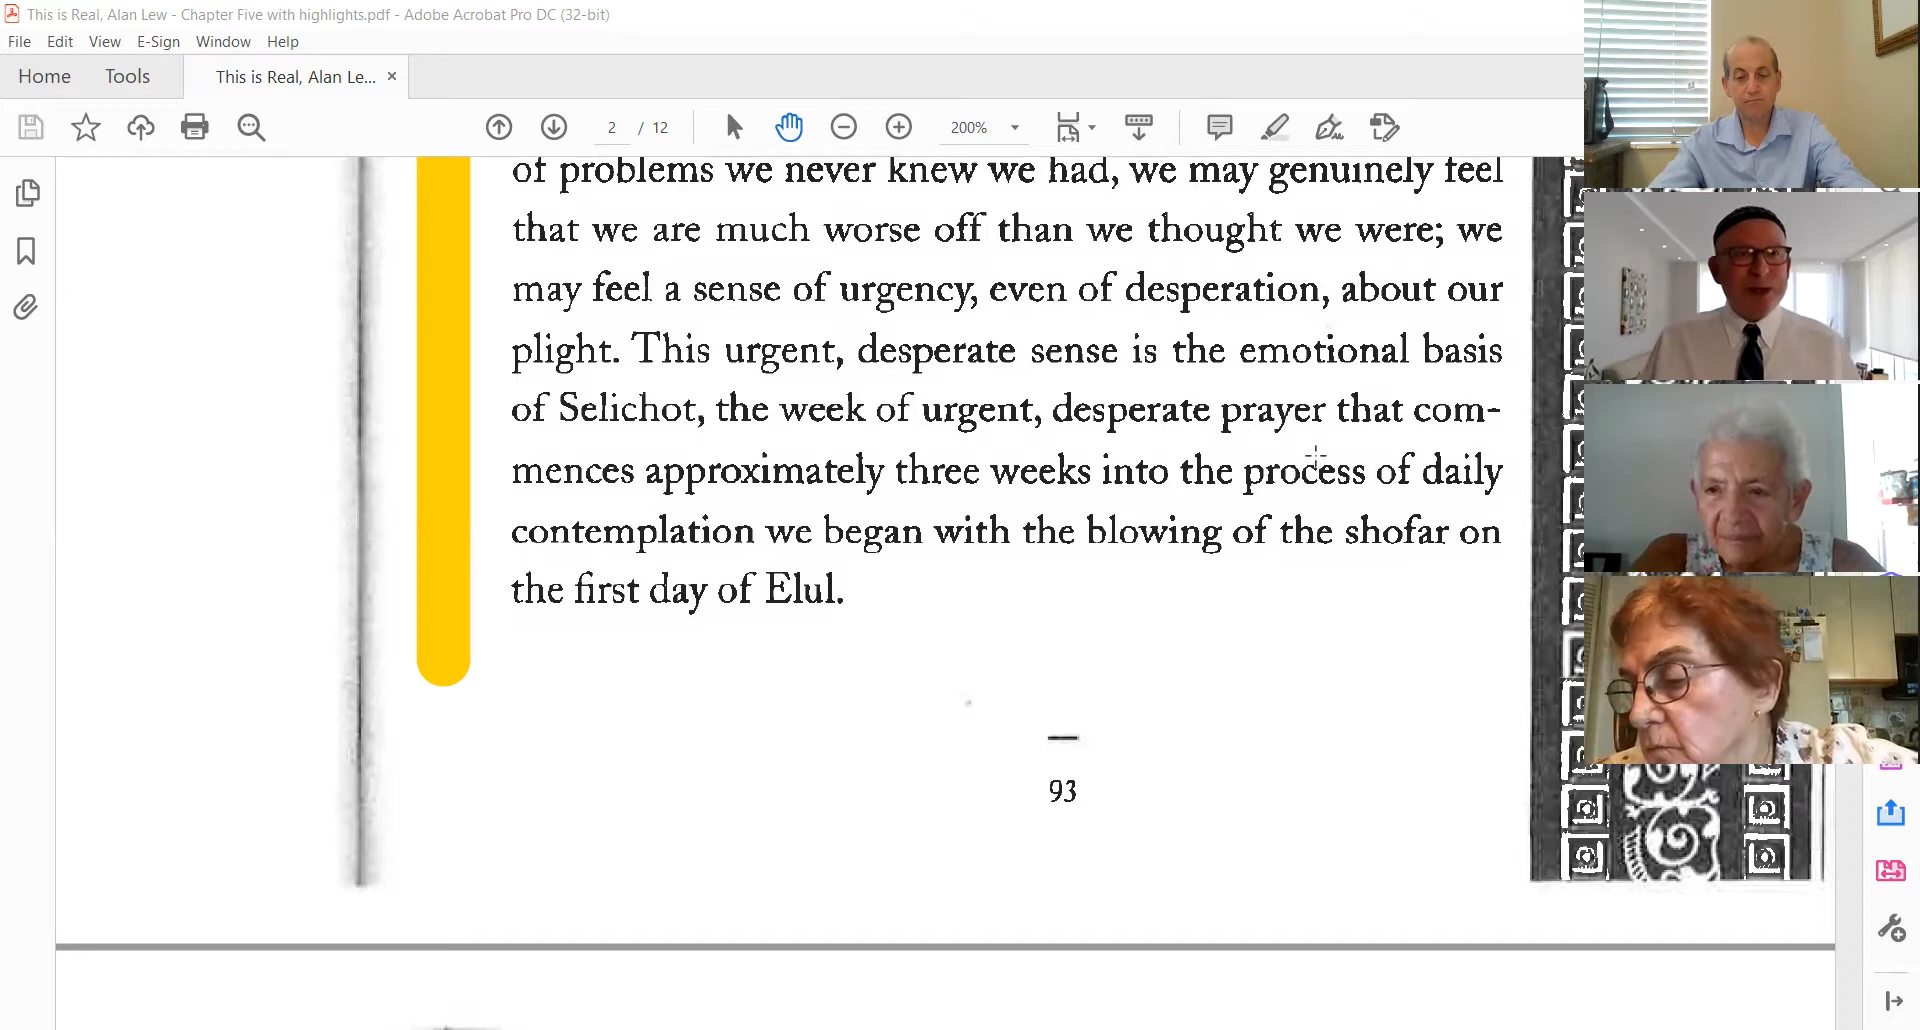 This is Real, Alan Lew - Chapter Five with highlights.pdf - Adobe Acrobat Pro DC (32-bit)
File Edit View E-Sign Window Help
Home Tools This is Real, Alan Le... ×
2 / 12 200%
of problems we never knew we had, we may genuinely feel
that we are much worse off than we thought we were; we
may feel a sense of urgency, even of desperation, about our
plight. This urgent, desperate sense is the emotional basis
of Selichot, the week of urgent, desperate prayer that com-
mences approximately three weeks into the process of daily
contemplation we began with the blowing of the shofar on
the first day of Elul.
93